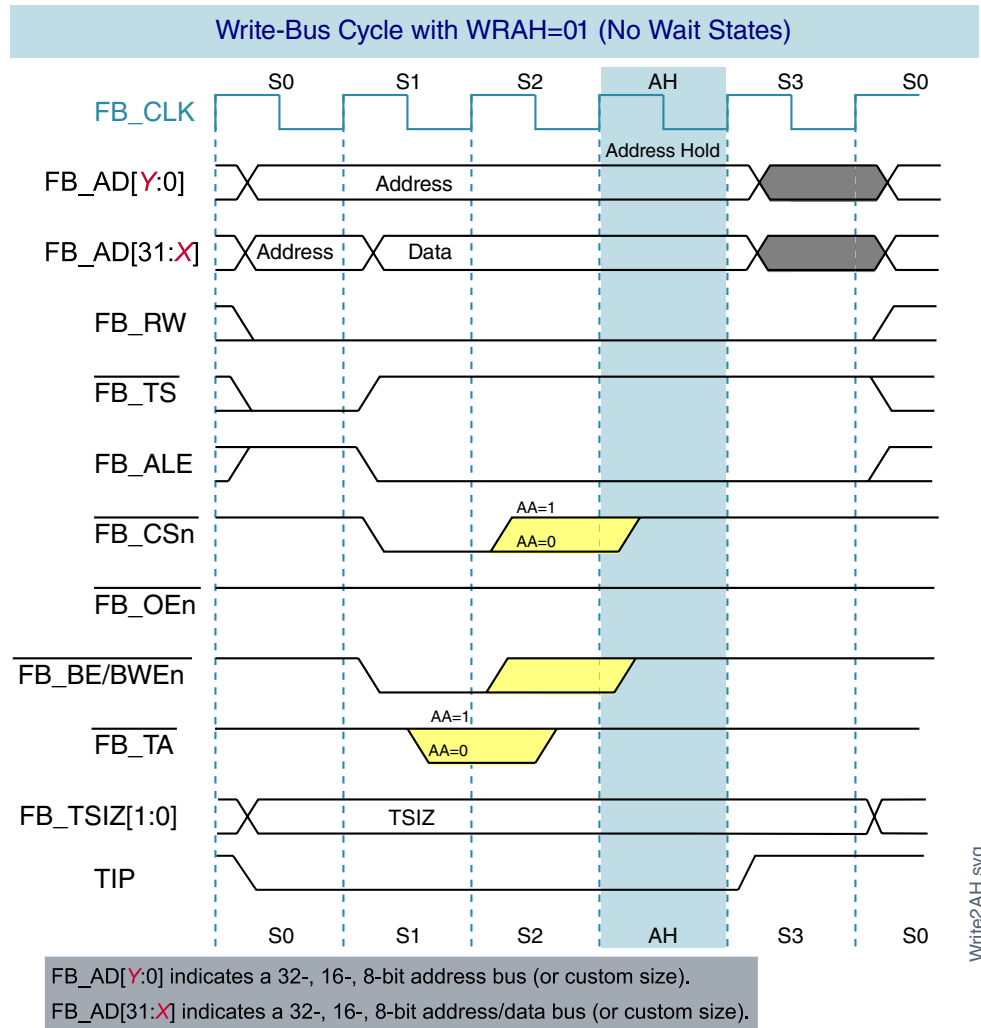 Write-Bus Cycle with WRAH=01 (No Wait States)
S0 S1 S2 AH S3 S0
FB_CLK
Address Hold
FB_AD[Y:0] Address
FB_AD[31:X] Address Data
FB_RW
FB_TS
FB_ALE
AA=1
FB_CSn AA=0
FB_OEn
FB_BE/BWEn
AA=1
FB_TA AA=0
FB_TSIZ[1:0] TSIZ
TIP
S0 S1 S2 AH S3 S0
Write2AH.svg
FB_AD[Y:0] indicates a 32-, 16-, 8-bit address bus (or custom size).
FB_AD[31:X] indicates a 32-, 16-, 8-bit address/data bus (or custom size).